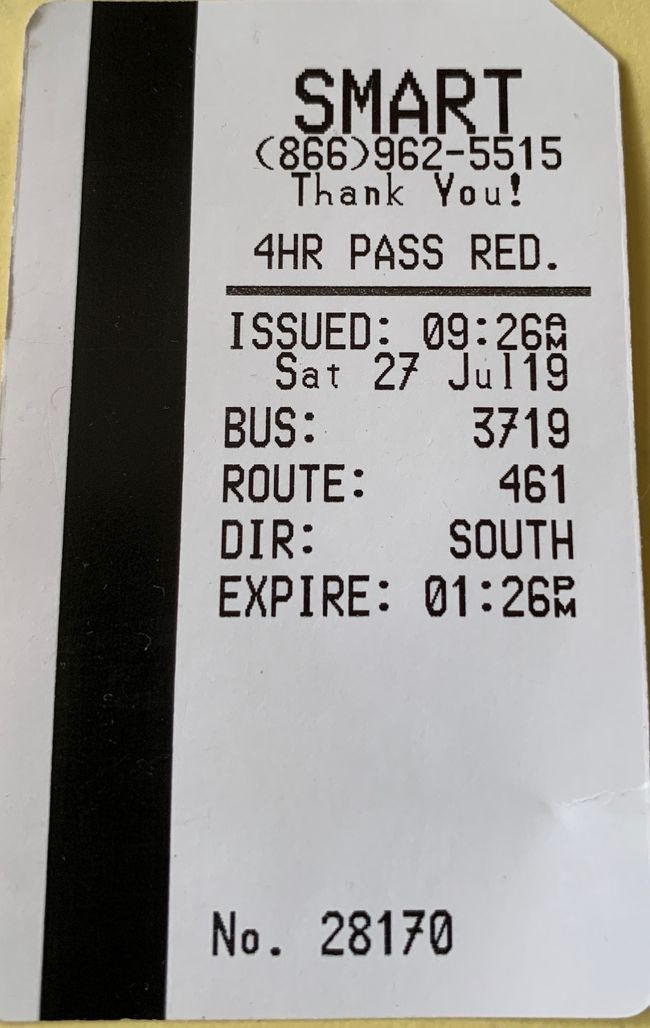 SMART
(866)962-5515
Thank You!
4HR PASS RED.
ISSUED: 09:26AM
Sat 27 Jul19
BUS: 3719
ROUTE: 461
DIR: SOUTH
EXPIRE: 01:26PM
No. 28170